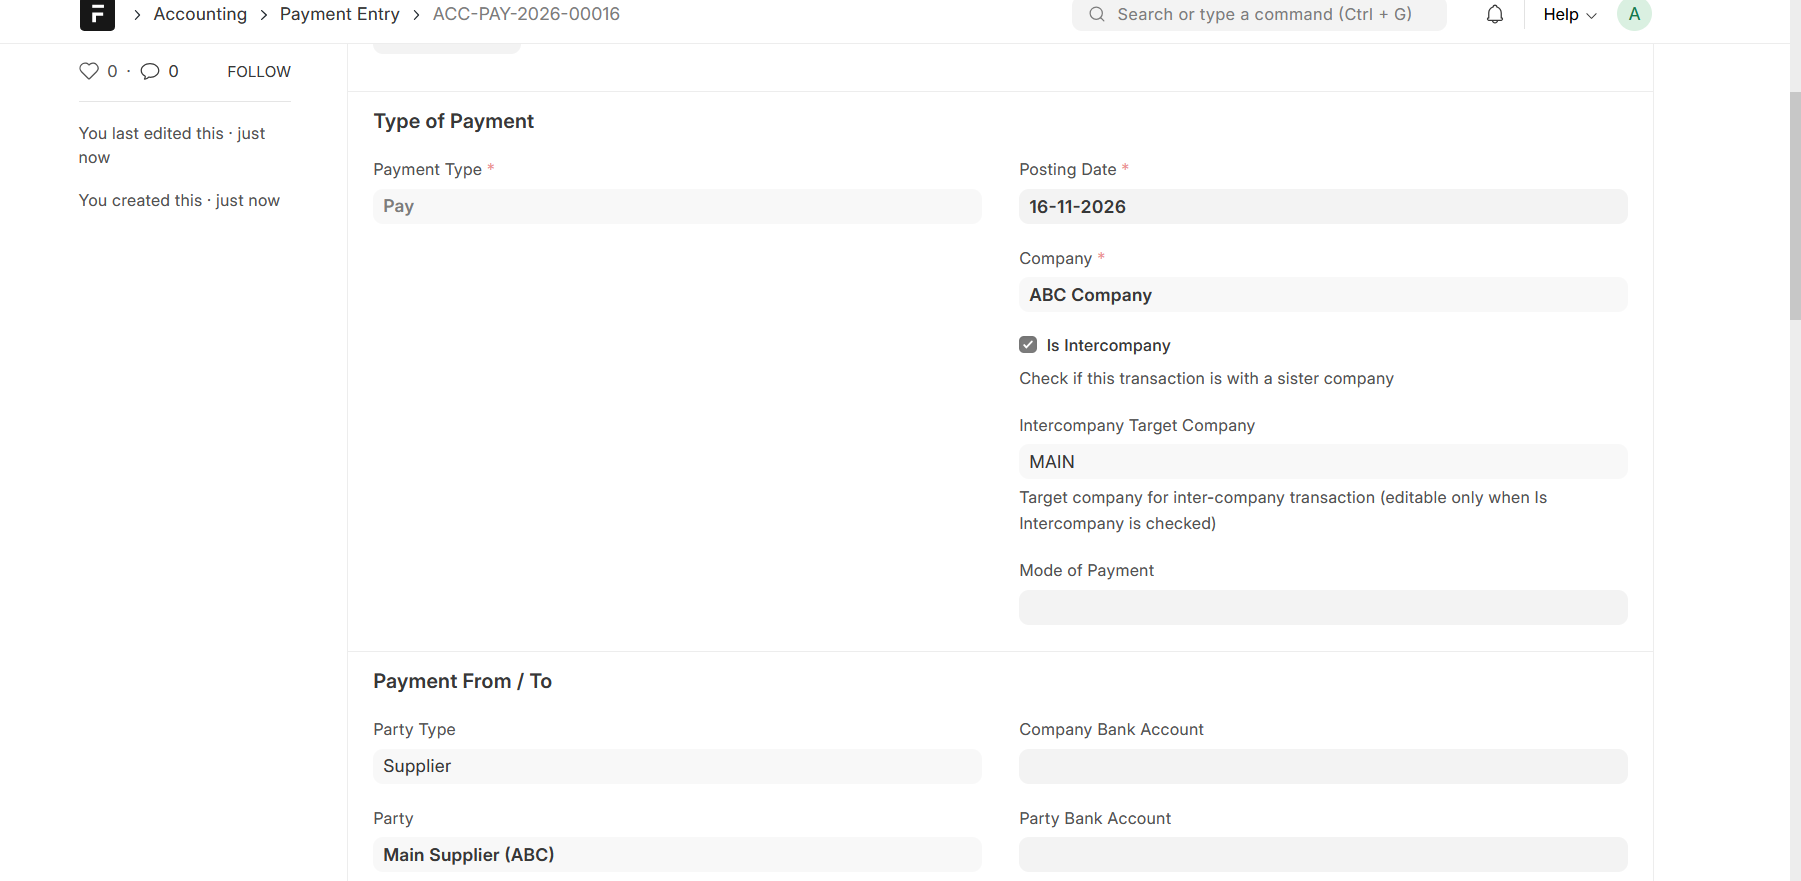 Accounting
Payment Entry
ACC-PAY-2026-00016
Search or type a command (Ctrl + G)
Help
A
0 · 0
FOLLOW
You last edited this · just
now
You created this · just now
Type of Payment
Payment Type *
Pay
Posting Date *
16-11-2026
Company *
ABC Company
Is Intercompany
Check if this transaction is with a sister company
Intercompany Target Company
MAIN
Target company for inter-company transaction (editable only when Is
Intercompany is checked)
Mode of Payment
Payment From / To
Party Type
Supplier
Company Bank Account
Party
Main Supplier (ABC)
Party Bank Account